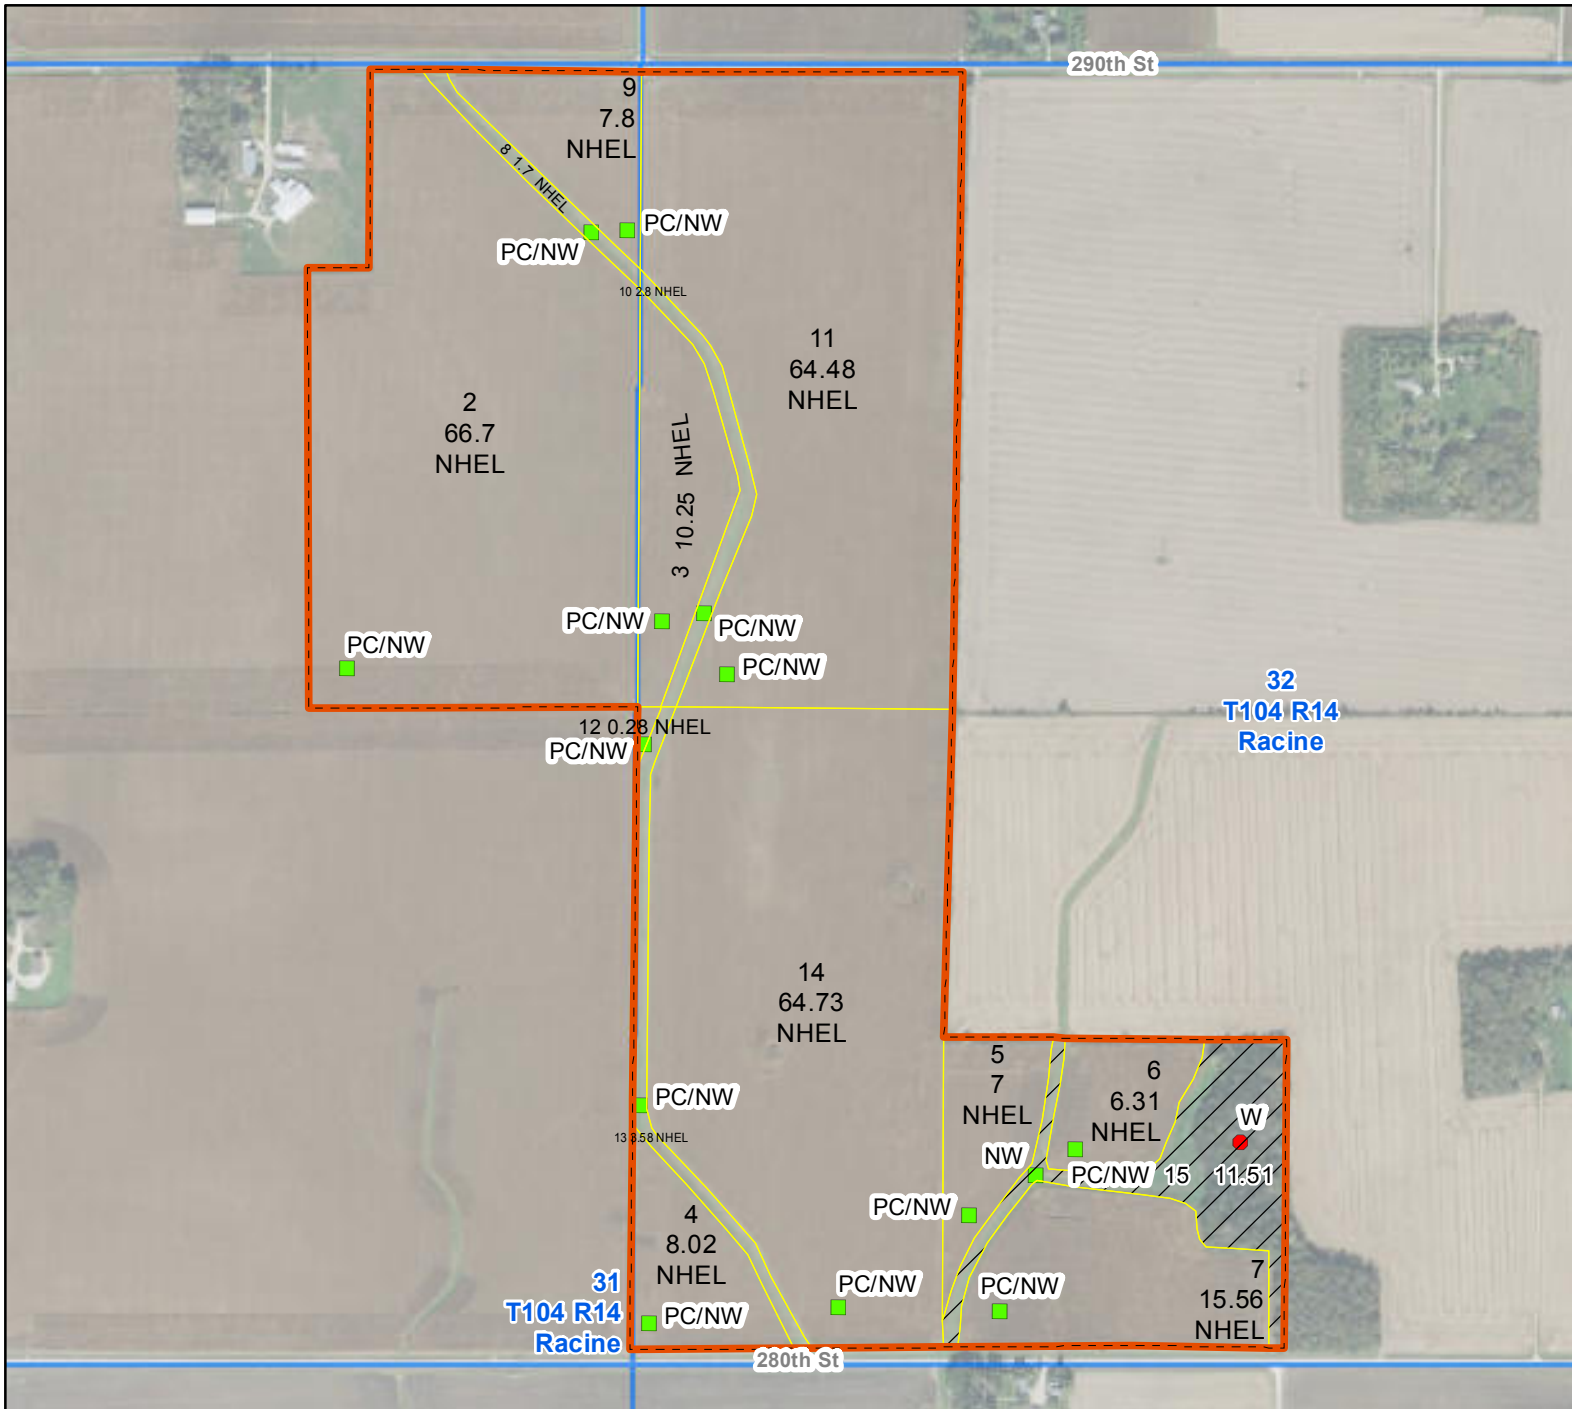 290th St
9
7.8
NHEL
8 1.7 NHEL
PC/NW
PC/NW
10 2.8 NHEL
11
64.48
NHEL
2
66.7
NHEL
3 10.25 NHEL
PC/NW
PC/NW
PC/NW
PC/NW
32
T104 R14
Racine
12 0.28 NHEL
PC/NW
14
64.73
NHEL
5
7
NHEL
6
6.31
NHEL
PC/NW
W
13 3.58 NHEL
NW
PC/NW
15 11.51
PC/NW
4
8.02
NHEL
7
15.56
NHEL
PC/NW
PC/NW
PC/NW
31
T104 R14
Racine
280th St